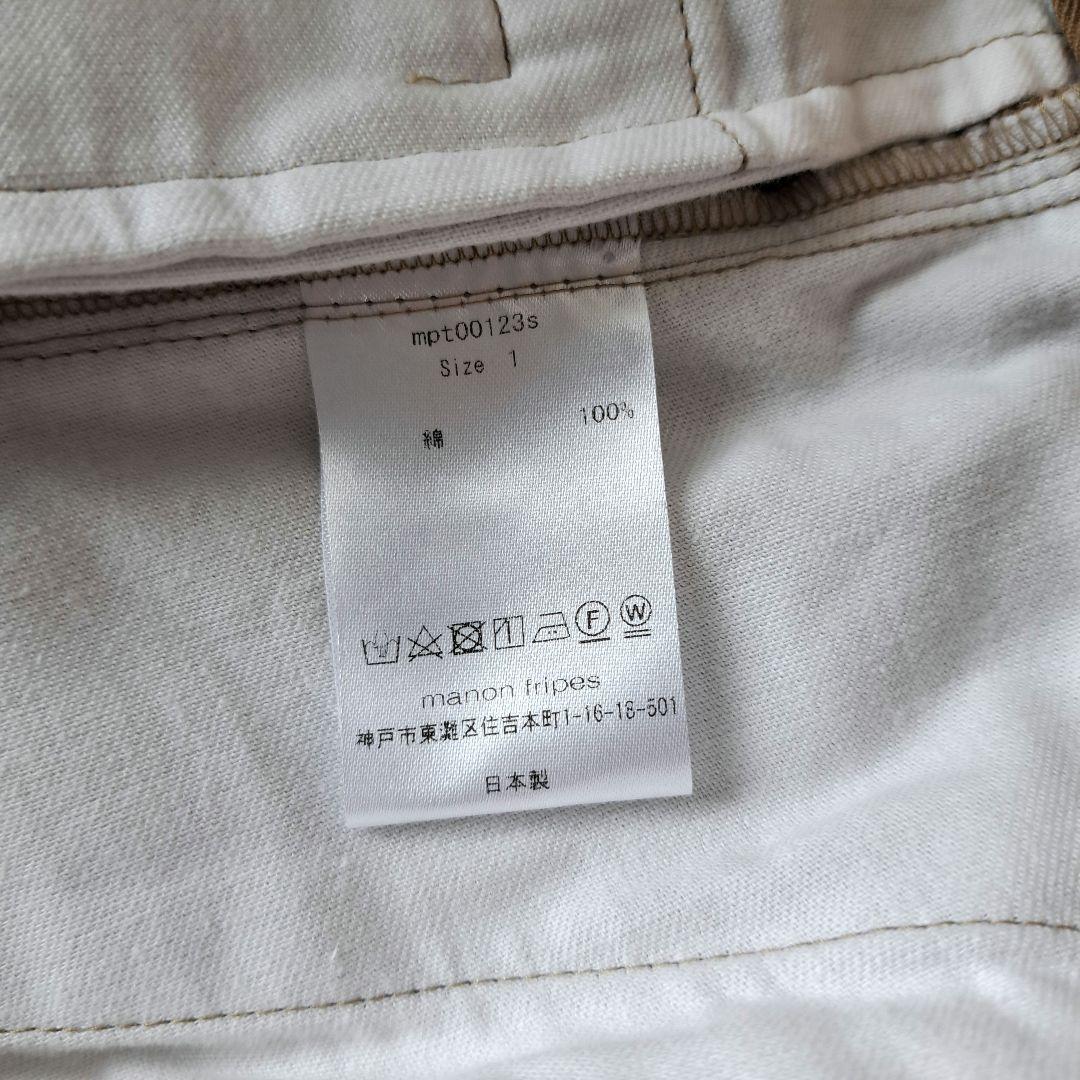 mpt00123s
Size 1
綿 100%
F W
manon fripes
神戸市東灘区住吉本町1-16-18-501
日本製